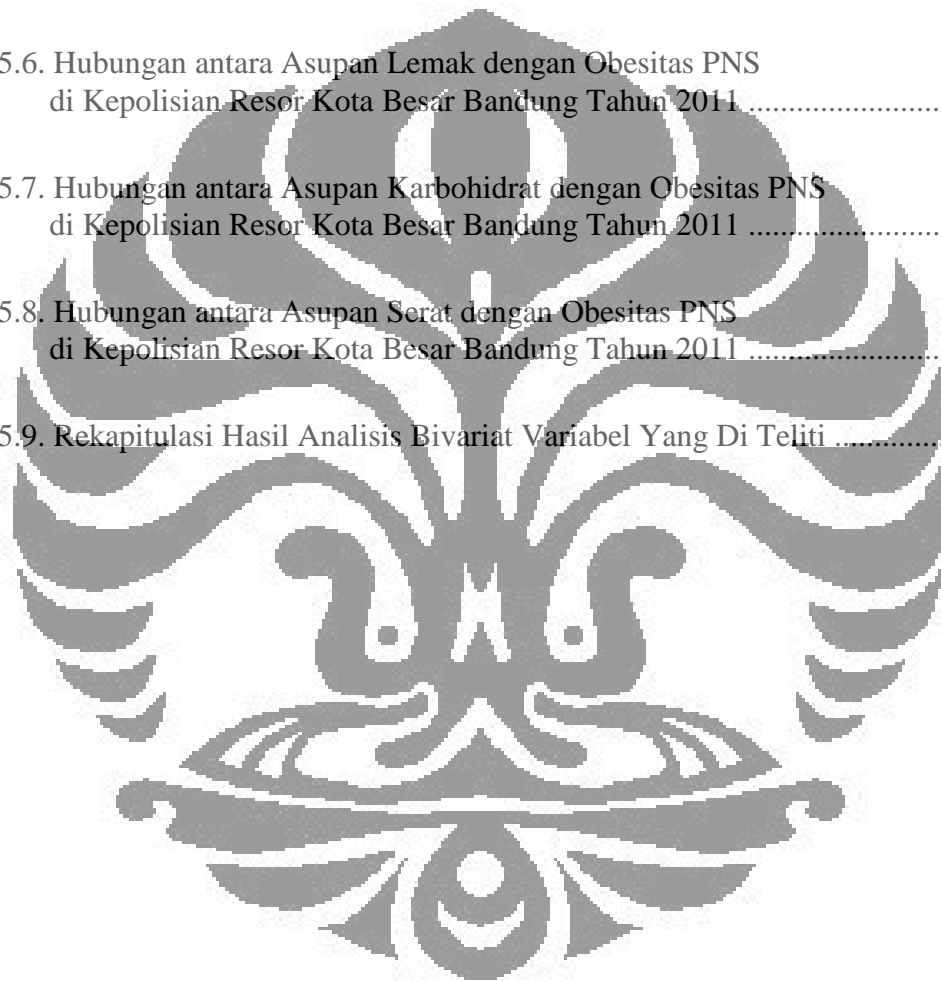 5.6. Hubungan antara Asupan Lemak dengan Obesitas PNS
di Kepolisian Resor Kota Besar Bandung Tahun 2011 ........................
5.7. Hubungan antara Asupan Karbohidrat dengan Obesitas PNS
di Kepolisian Resor Kota Besar Bandung Tahun 2011 ........................
5.8. Hubungan antara Asupan Serat dengan Obesitas PNS
di Kepolisian Resor Kota Besar Bandung Tahun 2011 ........................
5.9. Rekapitulasi Hasil Analisis Bivariat Variabel Yang Di Teliti ..............